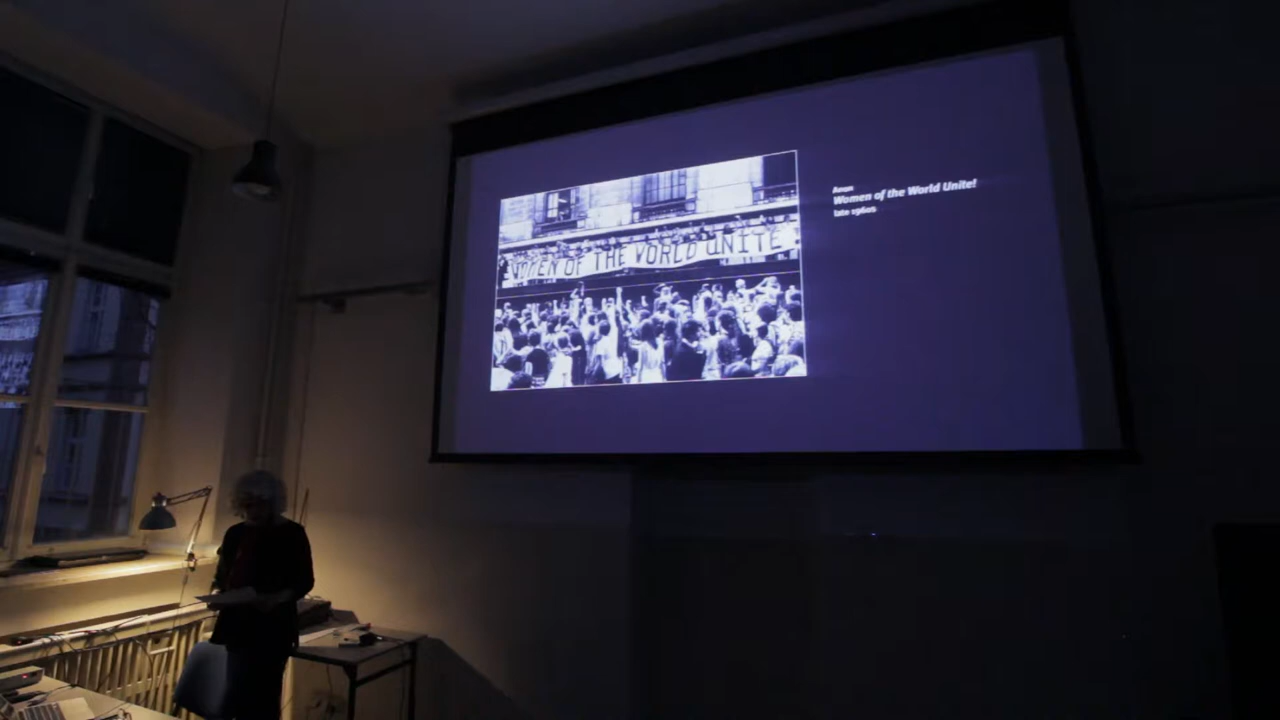 WOMEN OF THE WORLD UNITE
Anon
Women of the World Unite!
late 1960s